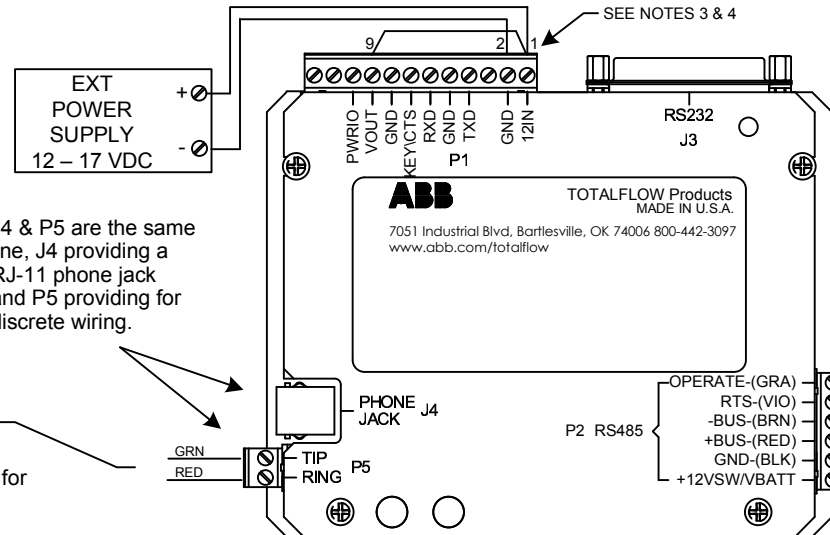 SEE NOTES 3 & 4
9 2 1
EXT
POWER
SUPPLY
12 – 17 VDC
+
-
PWRIO
VOUT
GND
KEY\CTS
RXD
GND
TXD
GND
12IN
P1
RS232
J3
ABB
TOTALFLOW Products
MADE IN U.S.A.
7051 Industrial Blvd, Bartlesville, OK 74006 800-442-3097
www.abb.com/totalflow
4 & P5 are the same
ne, J4 providing a
RJ-11 phone jack
and P5 providing for
discrete wiring.
PHONE
JACK
J4
GRN
RED
TIP
RING
P5
for
P2 RS485
OPERATE-(GRA)
RTS-(VIO)
-BUS-(BRN)
+BUS-(RED)
GND-(BLK)
+12VSW/VBATT